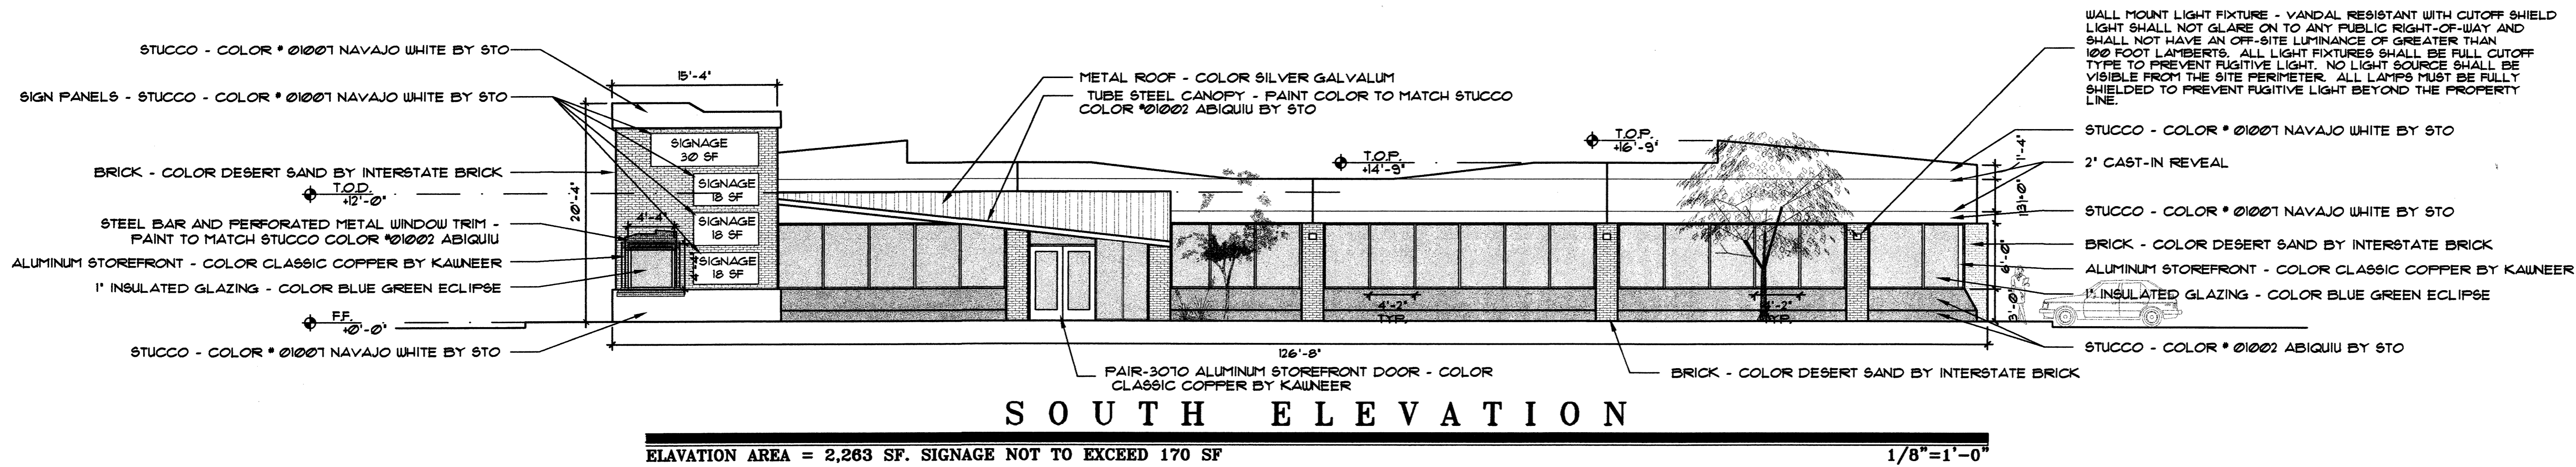 STUCCO - COLOR # 01007 NAVAJO WHITE BY STO
SIGN PANELS - STUCCO - COLOR # 01007 NAVAJO WHITE BY STO
BRICK - COLOR DESERT SAND BY INTERSTATE BRICK
T.O.D.
+12'-0"
STEEL BAR AND PERFORATED METAL WINDOW TRIM -
PAINT TO MATCH STUCCO COLOR #01002 ABIQUIU
ALUMINUM STOREFRONT - COLOR CLASSIC COPPER BY KAWNEER
1" INSULATED GLAZING - COLOR BLUE GREEN ECLIPSE
F.F.
+0'-0"
STUCCO - COLOR # 01007 NAVAJO WHITE BY STO
15'-4"
20'-4"
SIGNAGE
30 SF
SIGNAGE
18 SF
SIGNAGE
18 SF
SIGNAGE
18 SF
4'-4"
METAL ROOF - COLOR SILVER GALVALUM
TUBE STEEL CANOPY - PAINT COLOR TO MATCH STUCCO
COLOR #01002 ABIQUIU BY STO
T.O.P.
+14'-9"
T.O.P.
+16'-9"
4'-2"
TYP.
4'-2"
TYP.
126'-8"
PAIR-3070 ALUMINUM STOREFRONT DOOR - COLOR
CLASSIC COPPER BY KAWNEER
BRICK - COLOR DESERT SAND BY INTERSTATE BRICK
WALL MOUNT LIGHT FIXTURE - VANDAL RESISTANT WITH CUTOFF SHIELD
LIGHT SHALL NOT GLARE ON TO ANY PUBLIC RIGHT-OF-WAY AND
SHALL NOT HAVE AN OFF-SITE LUMINANCE OF GREATER THAN
100 FOOT LAMBERTS. ALL LIGHT FIXTURES SHALL BE FULL CUTOFF
TYPE TO PREVENT FUGITIVE LIGHT. NO LIGHT SOURCE SHALL BE
VISIBLE FROM THE SITE PERIMETER. ALL LAMPS MUST BE FULLY
SHIELDED TO PREVENT FUGITIVE LIGHT BEYOND THE PROPERTY
LINE.
STUCCO - COLOR # 01007 NAVAJO WHITE BY STO
1'-4"
2" CAST-IN REVEAL
STUCCO - COLOR # 01007 NAVAJO WHITE BY STO
BRICK - COLOR DESERT SAND BY INTERSTATE BRICK
6'-0"
ALUMINUM STOREFRONT - COLOR CLASSIC COPPER BY KAWNEER
1" INSULATED GLAZING - COLOR BLUE GREEN ECLIPSE
3'-0"
STUCCO - COLOR # 01002 ABIQUIU BY STO
SOUTH ELEVATION
ELAVATION AREA = 2,263 SF. SIGNAGE NOT TO EXCEED 170 SF
1/8"=1'-0"